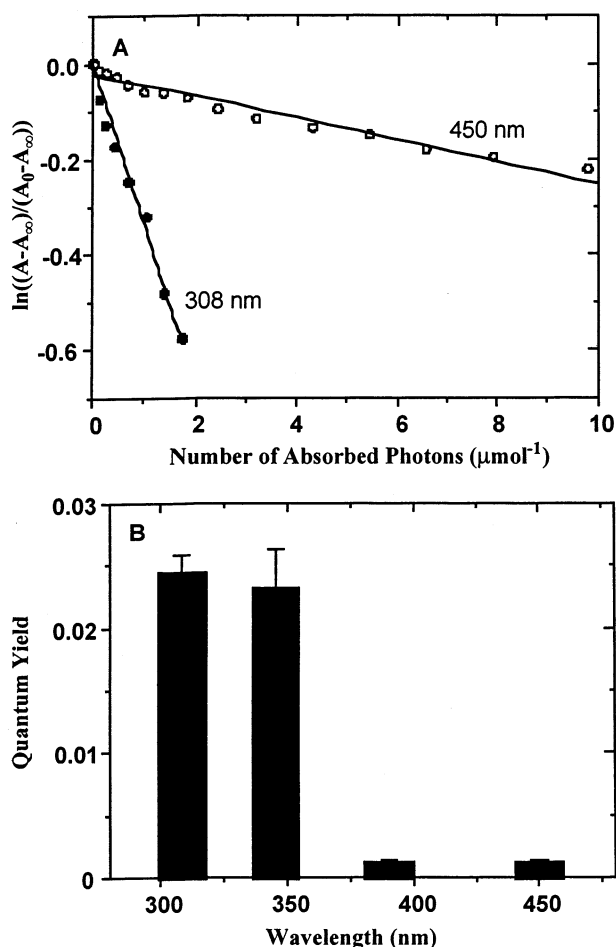 A
0.0
-0.2
-0.4
-0.6
ln((A-A∞)/(A0-A∞))
450 nm
308 nm
0 2 4 6 8 10
Number of Absorbed Photons (μmol-1)
B
0.03
0.02
0.01
0
Quantum Yield
300 350 400 450
Wavelength (nm)